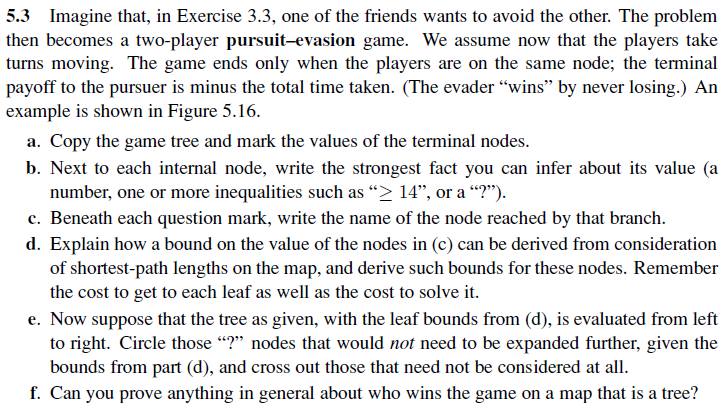 5.3 Imagine that, in Exercise 3.3, one of the friends wants to avoid the other. The problem
then becomes a two-player pursuit–evasion game. We assume now that the players take
turns moving. The game ends only when the players are on the same node; the terminal
payoff to the pursuer is minus the total time taken. (The evader “wins” by never losing.) An
example is shown in Figure 5.16.
a. Copy the game tree and mark the values of the terminal nodes.
b. Next to each internal node, write the strongest fact you can infer about its value (a
number, one or more inequalities such as “≥ 14”, or a “?”).
c. Beneath each question mark, write the name of the node reached by that branch.
d. Explain how a bound on the value of the nodes in (c) can be derived from consideration
of shortest-path lengths on the map, and derive such bounds for these nodes. Remember
the cost to get to each leaf as well as the cost to solve it.
e. Now suppose that the tree as given, with the leaf bounds from (d), is evaluated from left
to right. Circle those “?” nodes that would not need to be expanded further, given the
bounds from part (d), and cross out those that need not be considered at all.
f. Can you prove anything in general about who wins the game on a map that is a tree?